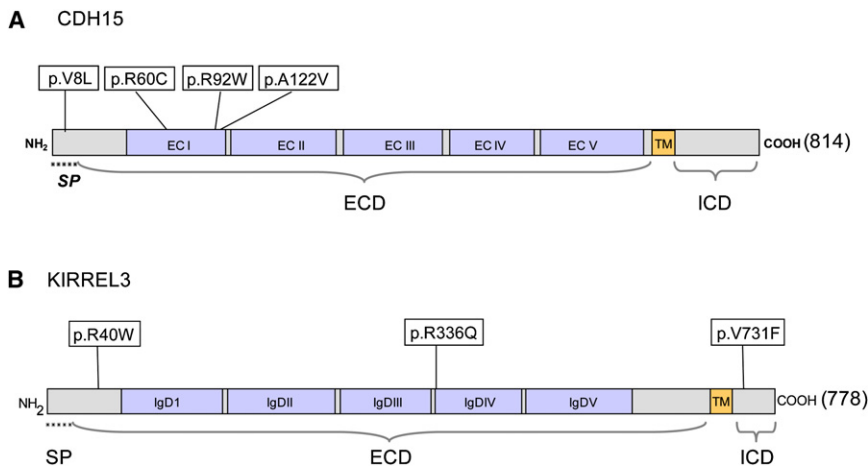 A CDH15
p.V8L p.R60C p.R92W p.A122V
NH2 EC I EC II EC III EC IV EC V TM COOH (814)
SP
ECD ICD
B KIRREL3
p.R40W p.R336Q p.V731F
NH2 IgD1 IgDII IgDIII IgDIV IgDV TM COOH (778)
SP ECD ICD